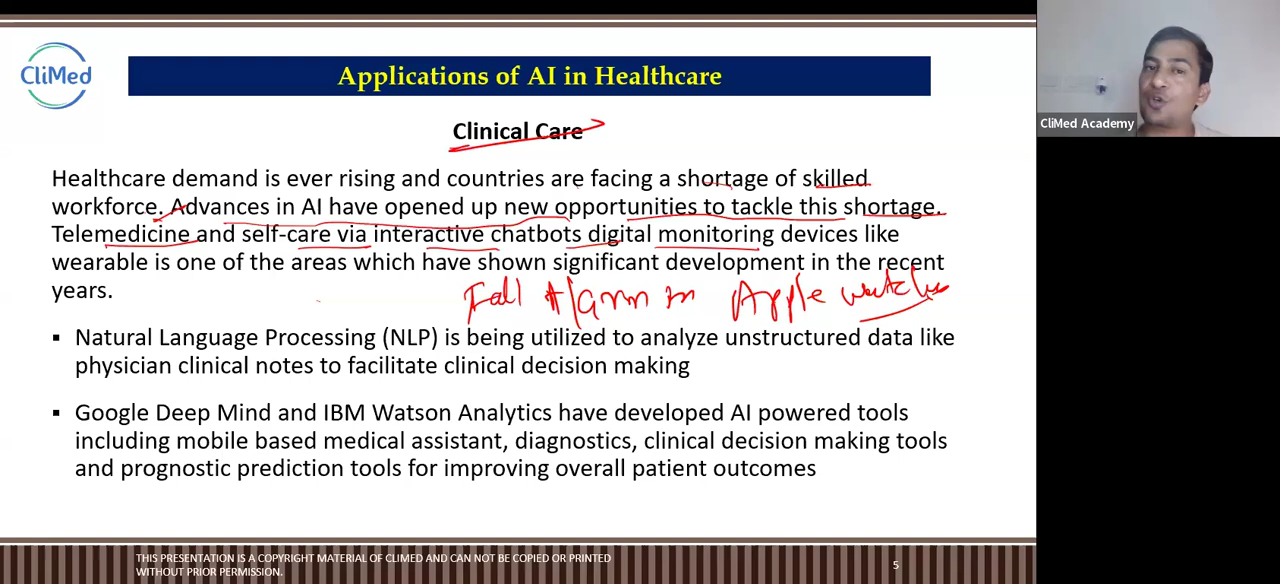 CliMed
Applications of AI in Healthcare
CliMed Academy
Clinical Care
Healthcare demand is ever rising and countries are facing a shortage of skilled
workforce. Advances in AI have opened up new opportunities to tackle this shortage.
Telemedicine and self-care via interactive chatbots digital monitoring devices like
wearable is one of the areas which have shown significant development in the recent
years.
Fall Alarm in Apple watches
▪ Natural Language Processing (NLP) is being utilized to analyze unstructured data like
physician clinical notes to facilitate clinical decision making
▪ Google Deep Mind and IBM Watson Analytics have developed AI powered tools
including mobile based medical assistant, diagnostics, clinical decision making tools
and prognostic prediction tools for improving overall patient outcomes
THIS PRESENTATION IS A COPYRIGHT MATERIAL OF CLIMED AND CAN NOT BE COPIED OR PRINTED
WITHOUT PRIOR PERMISSION.
5